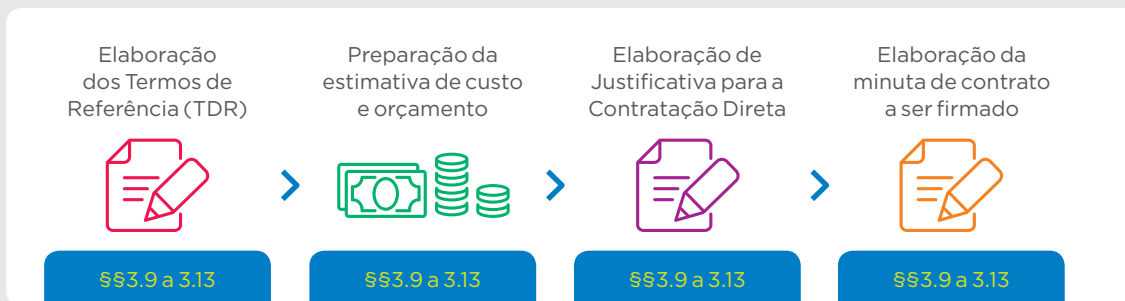 Elaboração
dos Termos de
Referência (TDR)
Preparação da
estimativa de custo
e orçamento
Elaboração de
Justificativa para a
Contratação Direta
Elaboração da
minuta de contrato
a ser firmado
§§3.9 a 3.13
§§3.9 a 3.13
§§3.9 a 3.13
§§3.9 a 3.13